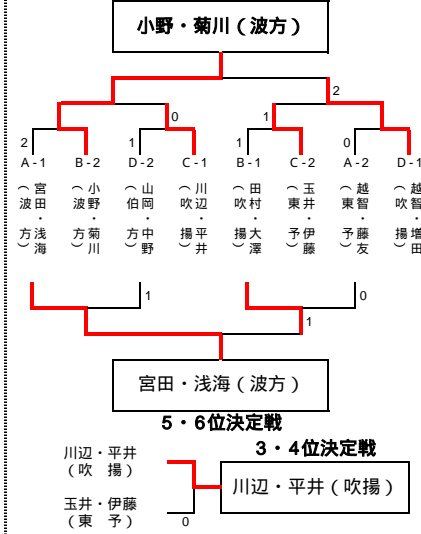 小野・菊川（波方）
2
0
1
2
2
1
1
0
A-1 B-2 D-2 C-1 B-1 C-2 A-2 D-1
宮田・浅海（波方）
小野・菊川（波方）
山岡・中野（伯方）
川辺・平井（吹揚）
田村・大澤（吹揚）
玉井・伊藤（東予）
越智・藤友（東予）
越智・増田（吹揚）
1
0
1
宮田・浅海（波方）
5・6位決定戦
3・4位決定戦
川辺・平井
（吹　揚）
川辺・平井（吹揚）
玉井・伊藤
（東　予）
0